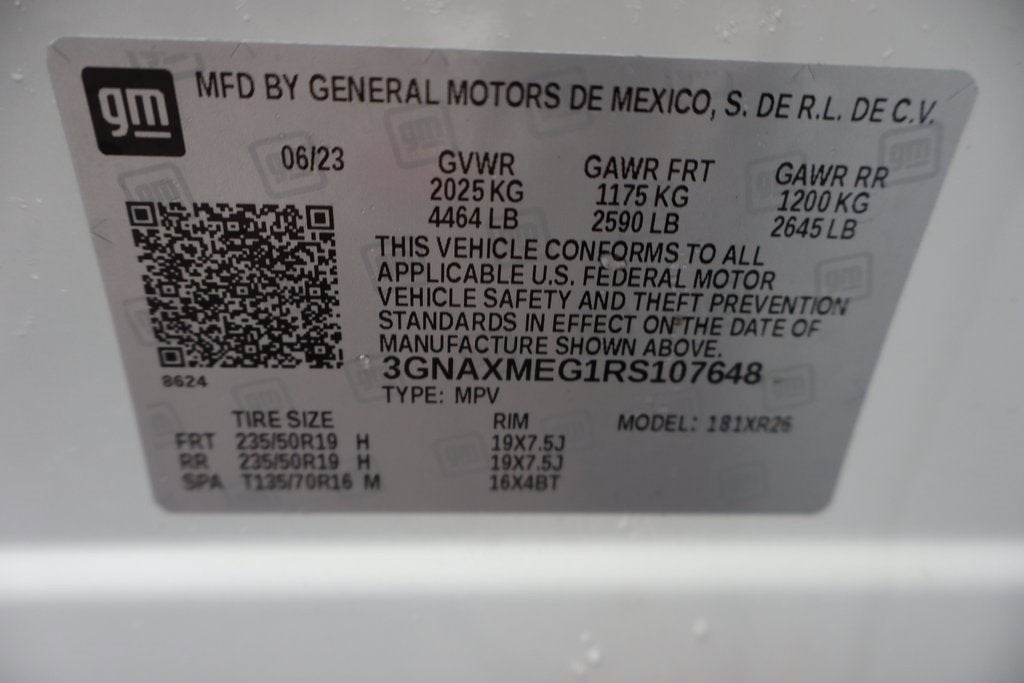 gm MFD BY GENERAL MOTORS DE MEXICO, S. DE R.L. DE C.V.
06/23 GVWR GAWR FRT GAWR RR
2025 KG 1175 KG 1200 KG
4464 LB 2590 LB 2645 LB
THIS VEHICLE CONFORMS TO ALL
APPLICABLE U.S. FEDERAL MOTOR
VEHICLE SAFETY AND THEFT PREVENTION
STANDARDS IN EFFECT ON THE DATE OF
MANUFACTURE SHOWN ABOVE.
3GNAXMEG1RS107648
8624
TYPE: MPV
TIRE SIZE RIM MODEL: 181XR26
FRT 235/50R19 H 19X7.5J
RR 235/50R19 H 19X7.5J
SPA T135/70R16 M 16X4BT